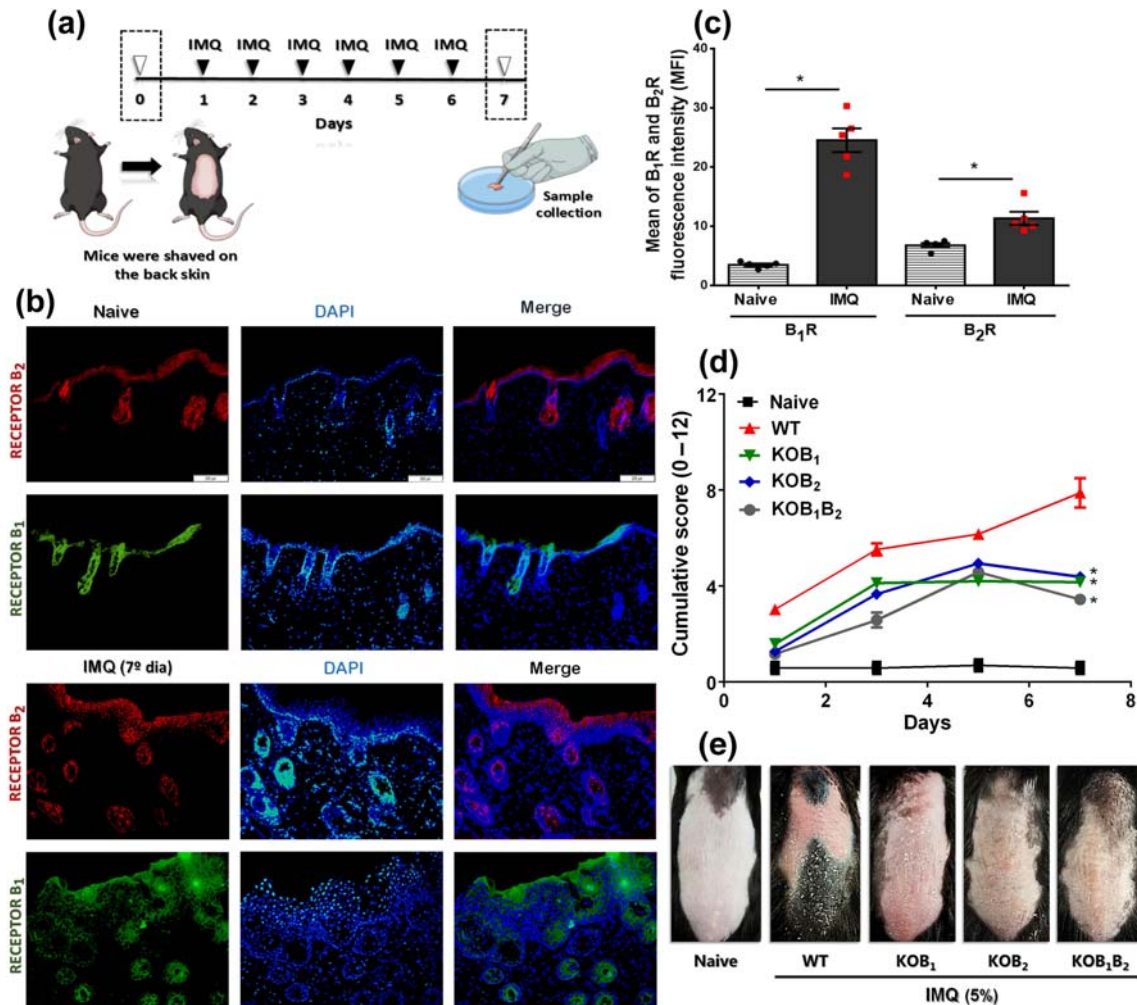 (a)
IMQ IMQ IMQ IMQ IMQ IMQ
0 1 2 3 4 5 6 7
Days
Sample
collection
Mice were shaved on
the back skin
(b)
Naive DAPI Merge
RECEPTOR B₂
RECEPTOR B₁
IMQ (7º dia) DAPI Merge
RECEPTOR B₂
RECEPTOR B₁
(c)
Mean of B₁R and B₂R
fluorescence intensity (MFI)
40
30
20
10
0
* *
Naive IMQ Naive IMQ
B₁R B₂R
(d)
Cumulative score (0–12)
12
8
4
0
Naive
WT
KOB₁
KOB₂
KOB₁B₂
*
*
*
0 2 4 6 8
Days
(e)
Naive WT KOB₁ KOB₂ KOB₁B₂
IMQ (5%)